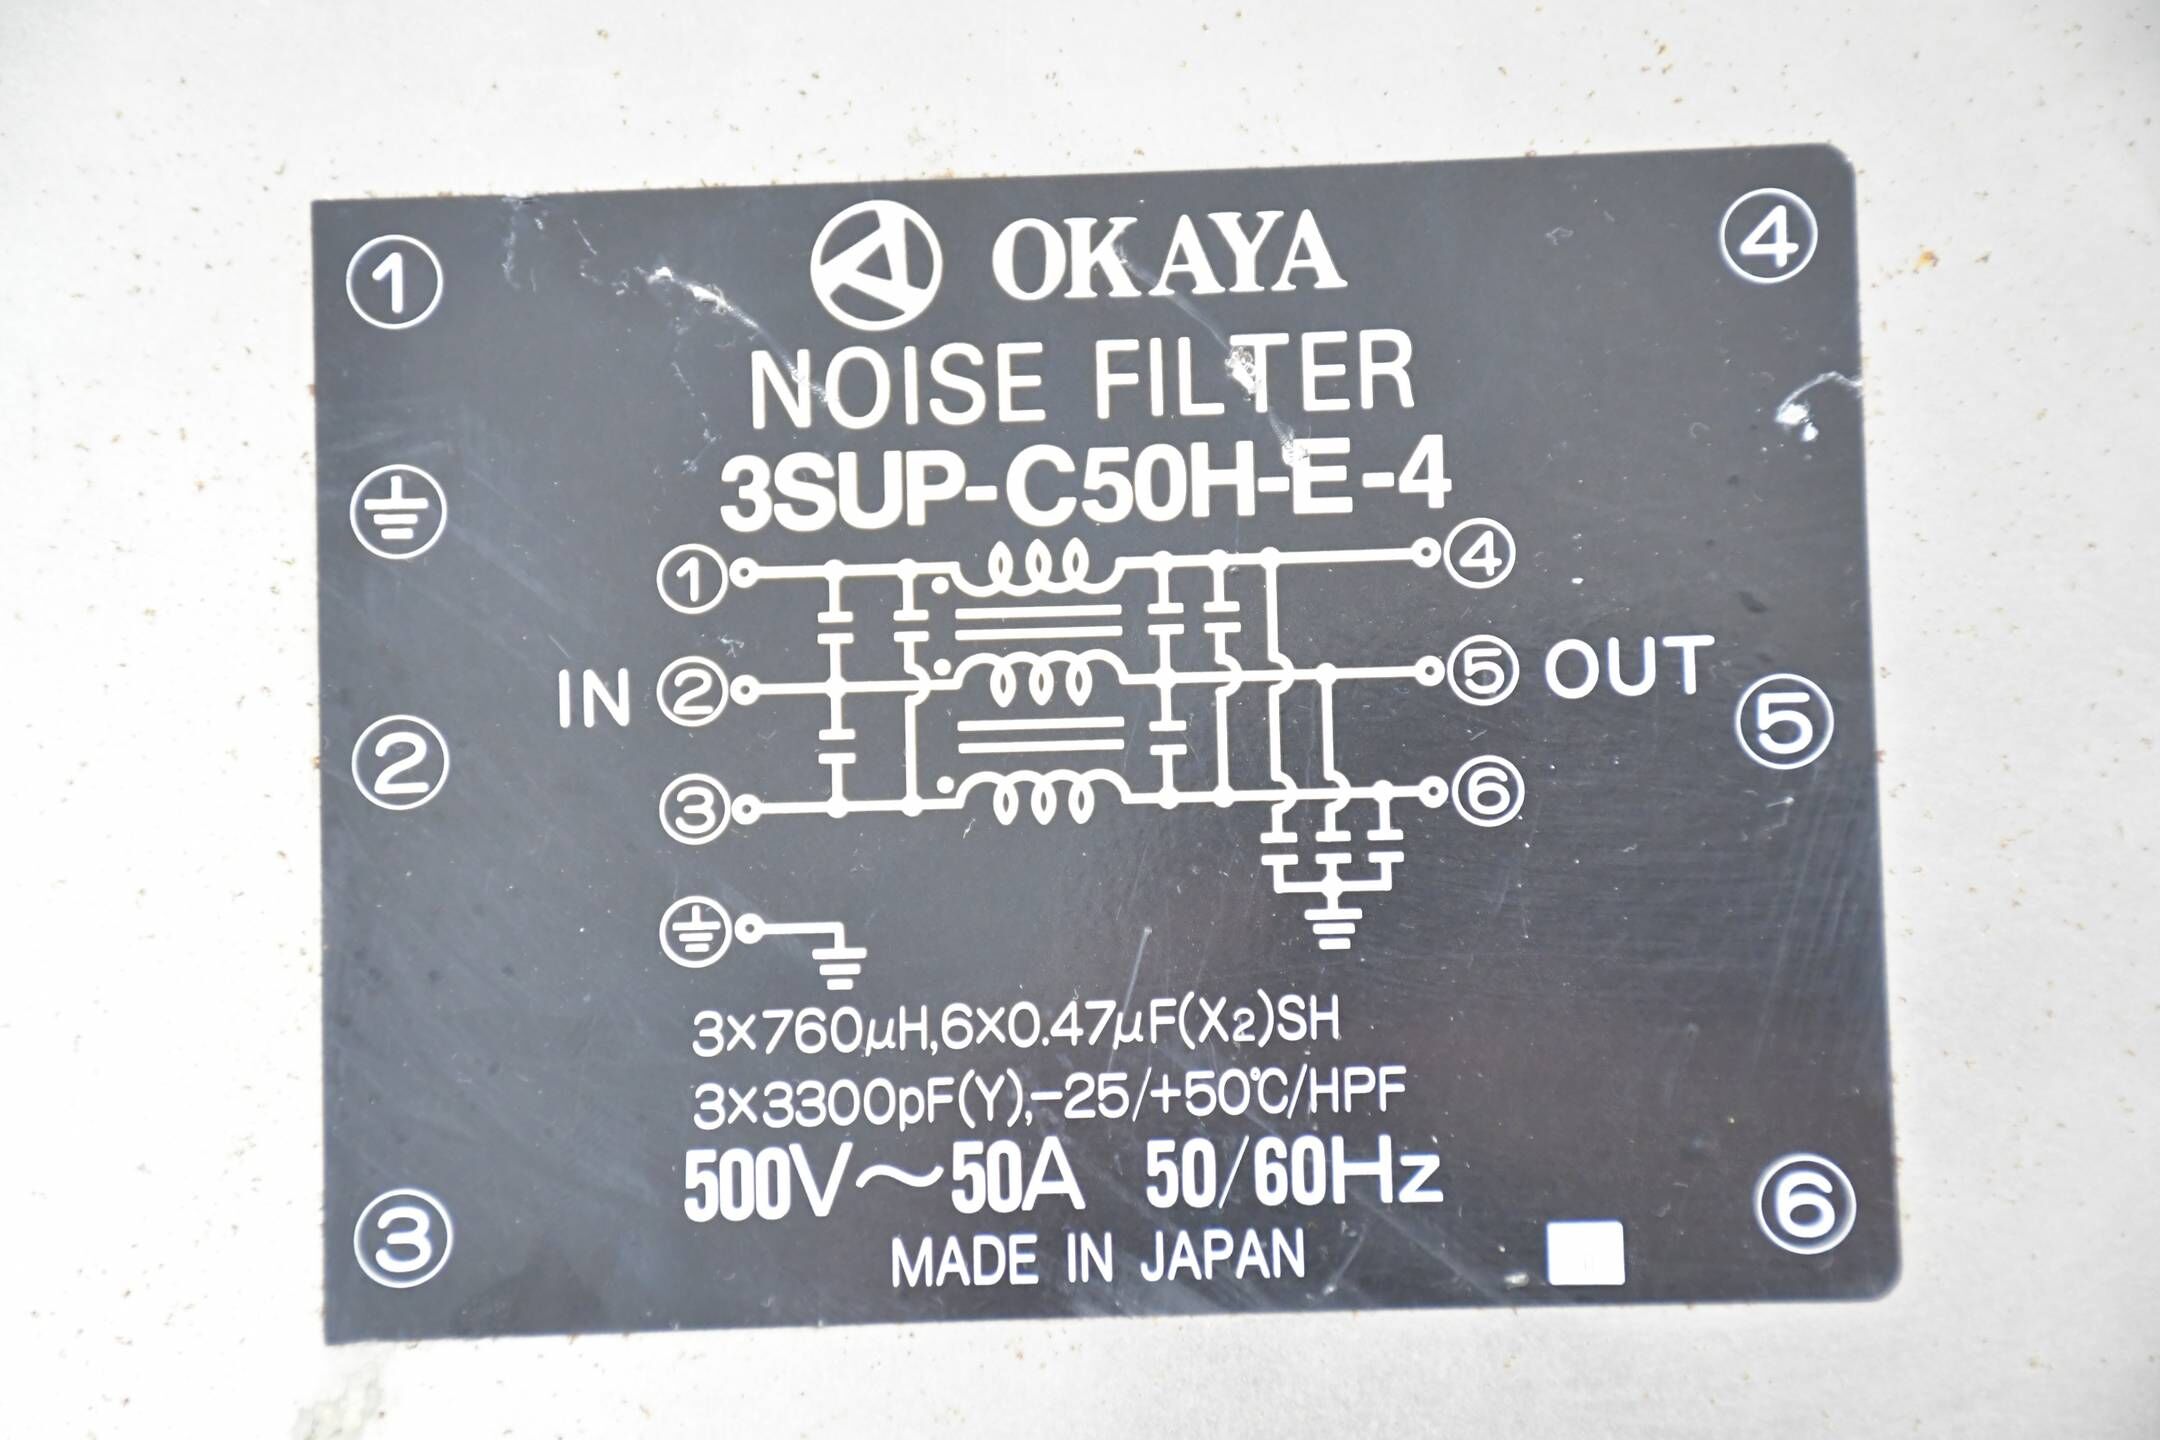 ① OKAYA ④
NOISE FILTER
3SUP-C50H-E-4
① ④
IN ② ⑤ OUT
② ⑤
③ ⑥
3×760μH,6×0.47μF(X2)SH
3×3300pF(Y),−25/+50℃/HPF
500V～50A 50/60Hz
③ ⑥
MADE IN JAPAN